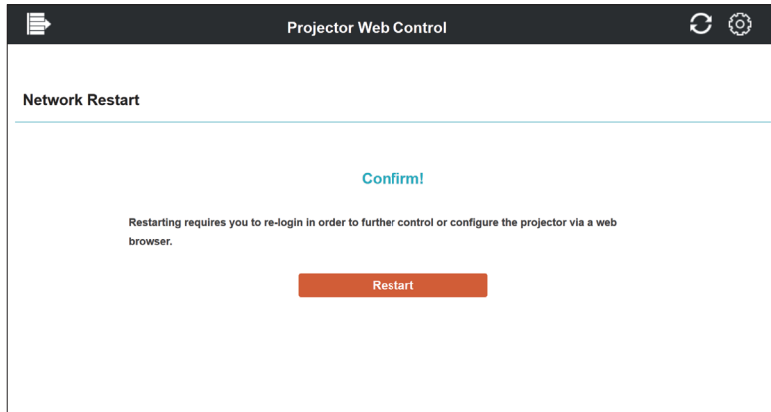 Projector Web Control
Network Restart
Confirm!
Restarting requires you to re-login in order to further control or configure the projector via a web
browser.
Restart